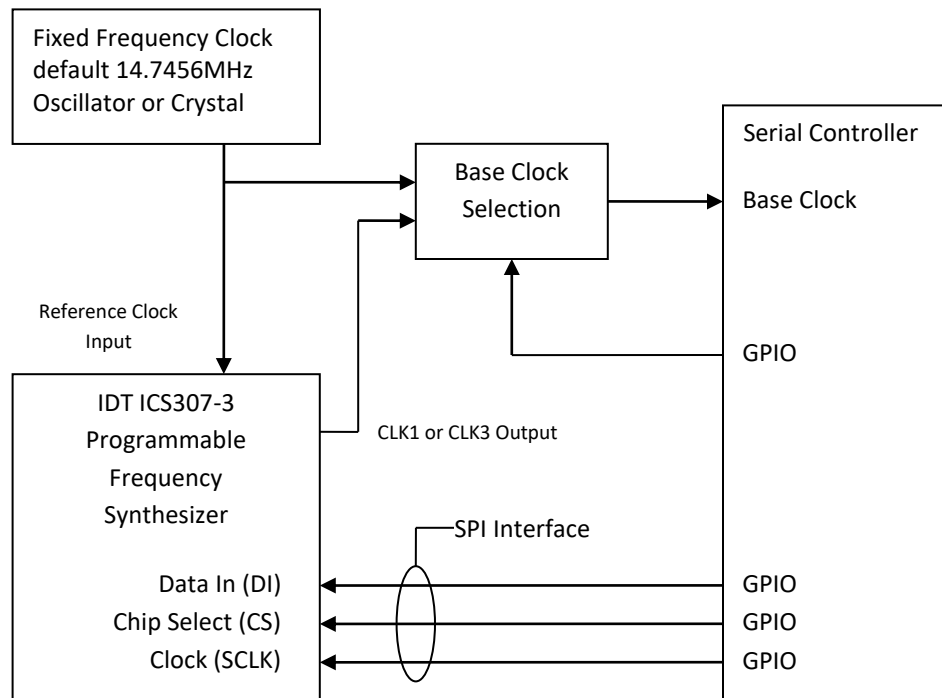 Fixed Frequency Clock
default 14.7456MHz
Oscillator or Crystal
Serial Controller
Base Clock
Selection
Base Clock
Reference Clock
Input
GPIO
IDT ICS307-3
Programmable
Frequency
Synthesizer
CLK1 or CLK3 Output
SPI Interface
Data In (DI)
GPIO
Chip Select (CS)
GPIO
Clock (SCLK)
GPIO